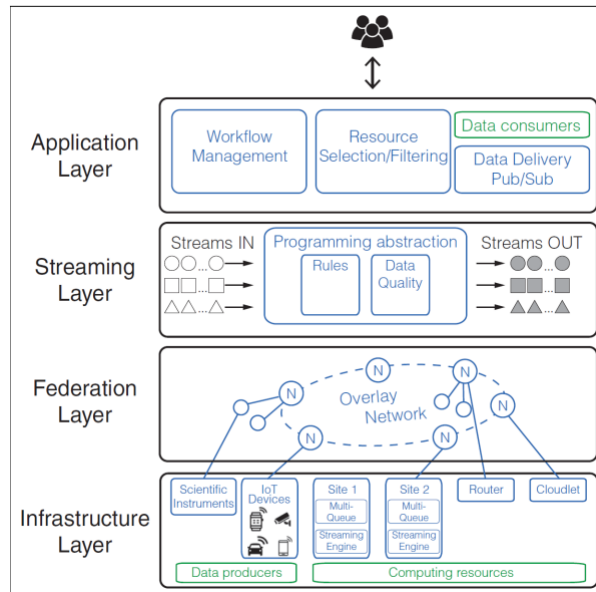 Application
Layer
Workflow
Management
Resource
Selection/Filtering
Data consumers
Data Delivery
Pub/Sub
Streaming
Layer
Streams IN
...
...
...
Programming abstraction
Rules
Data
Quality
Streams OUT
...
...
...
Federation
Layer
N
N
N
N
N
N
Overlay
Network
Infrastructure
Layer
Scientific
Instruments
IoT
Devices
Site 1
Multi-
Queue
Streaming
Engine
Site 2
Multi-
Queue
Streaming
Engine
Router
Cloudlet
Data producers
Computing resources